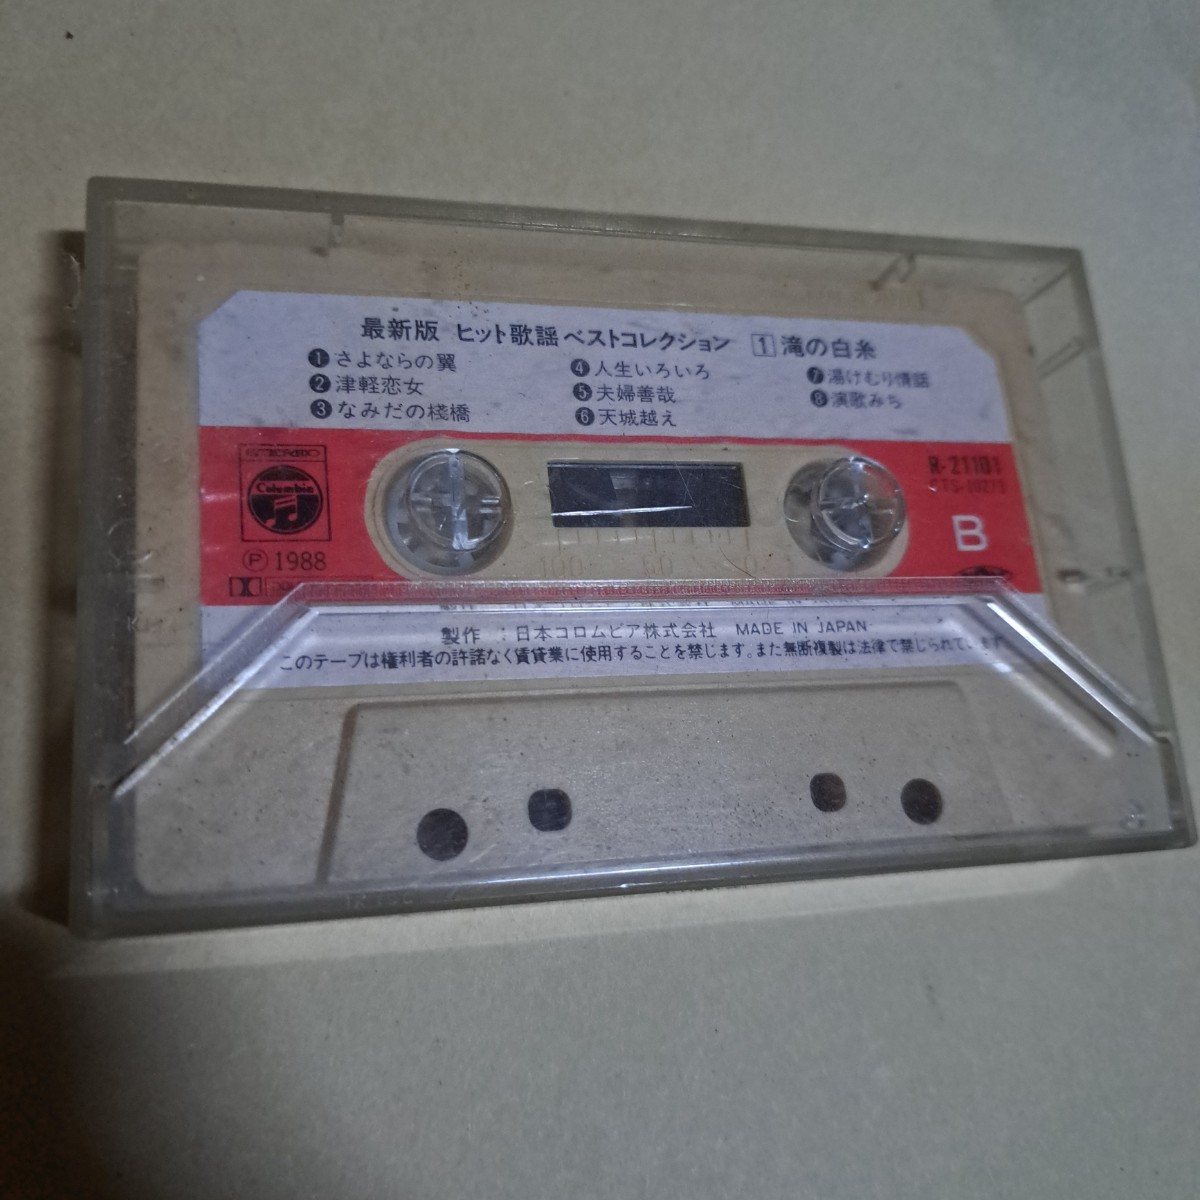 最新版 ヒット歌謡ベストコレクション 1 滝の白糸
❶さよならの翼
❷津軽恋女
❸なみだの棧橋
❹人生いろいろ
❺夫婦善哉
❻天城越え
❼湯けむり情話
❽演歌みち
STEREO
Columbia
Ⓟ 1988
R-21101
B
100 50 0
製作 : 日本コロムビア株式会社 MADE IN JAPAN
このテープは権利者の許諾なく賃貸業に使用することを禁じます。また無断複製は法律で禁じられています